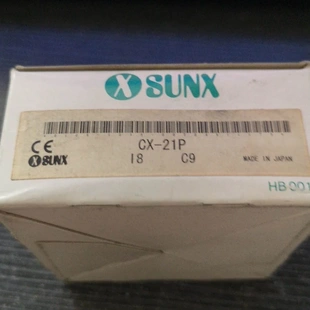 SUNX
CE
CX-21P
SUNX
I8 C9
MADE IN JAPAN
HB001